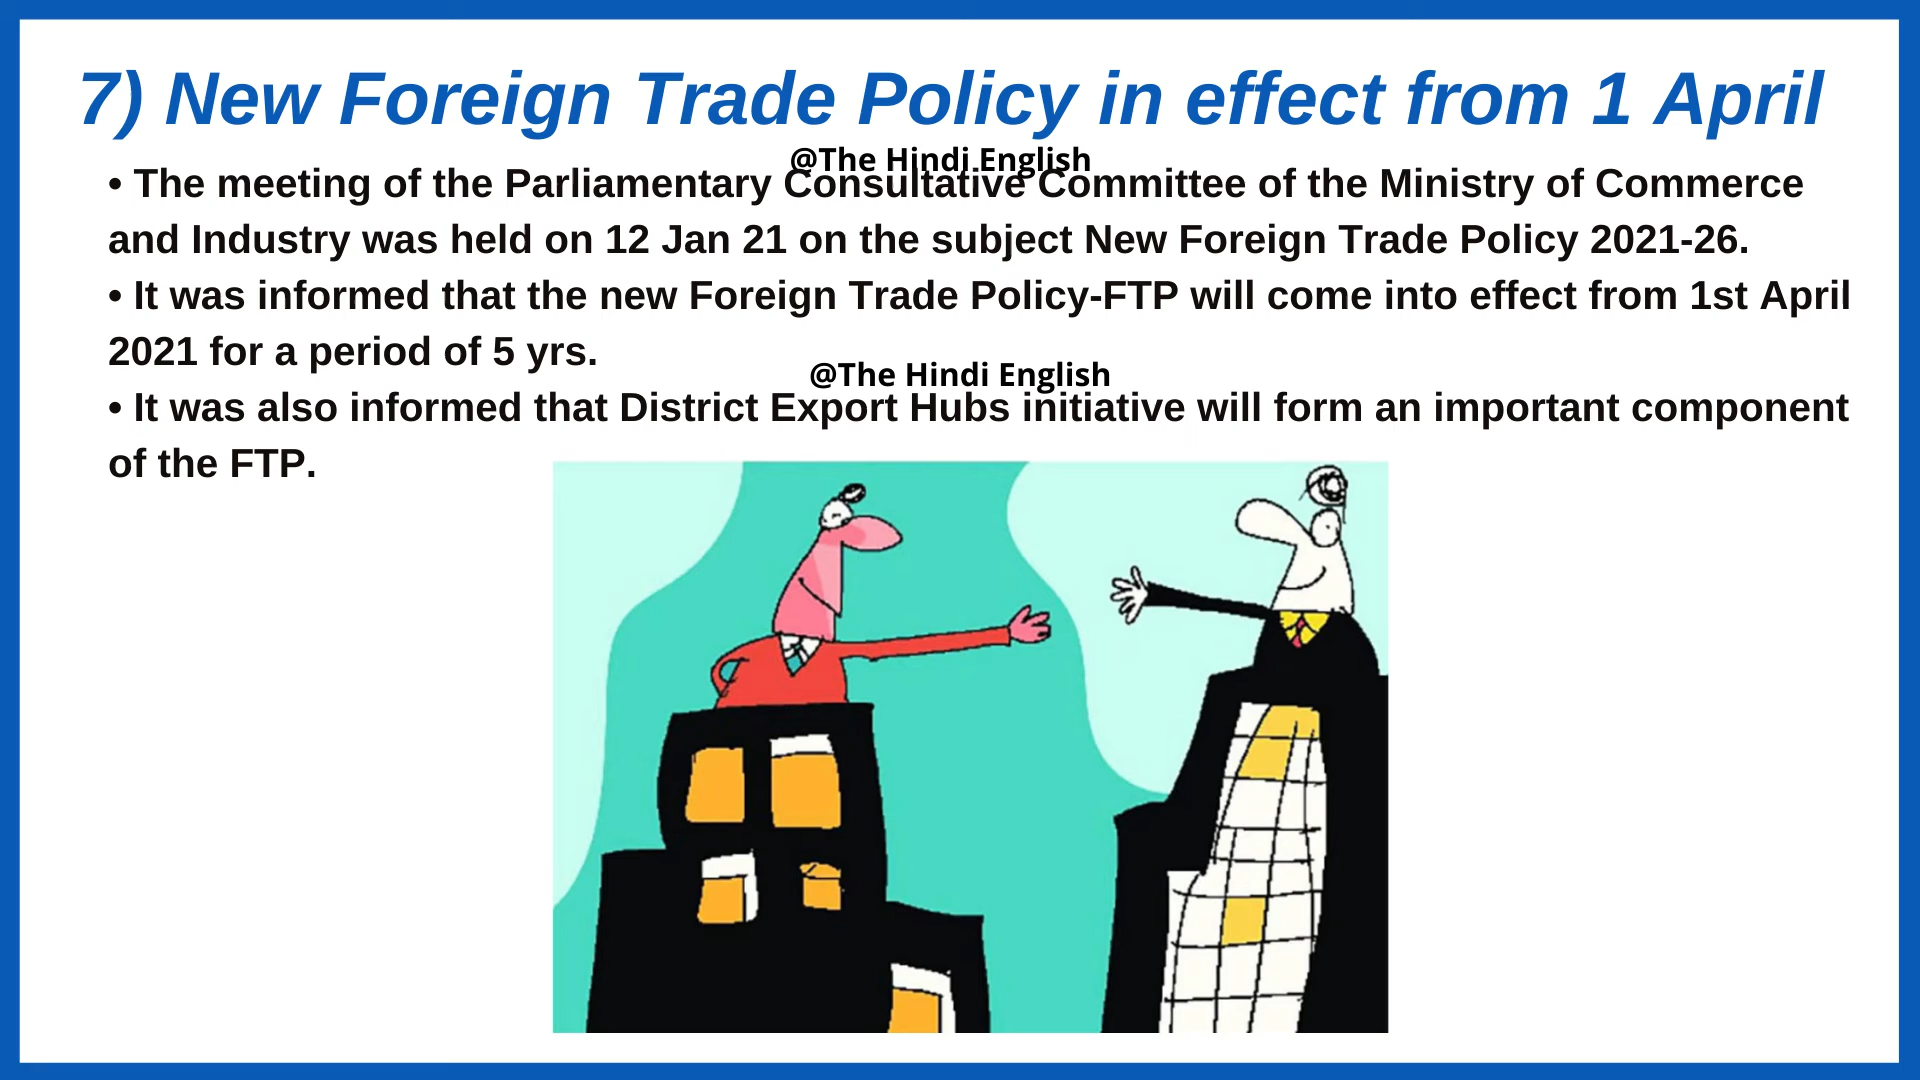 7) New Foreign Trade Policy in effect from 1 April
@The Hindi English
• The meeting of the Parliamentary Consultative Committee of the Ministry of Commerce
and Industry was held on 12 Jan 21 on the subject New Foreign Trade Policy 2021-26.
• It was informed that the new Foreign Trade Policy-FTP will come into effect from 1st April
2021 for a period of 5 yrs.
@The Hindi English
• It was also informed that District Export Hubs initiative will form an important component
of the FTP.